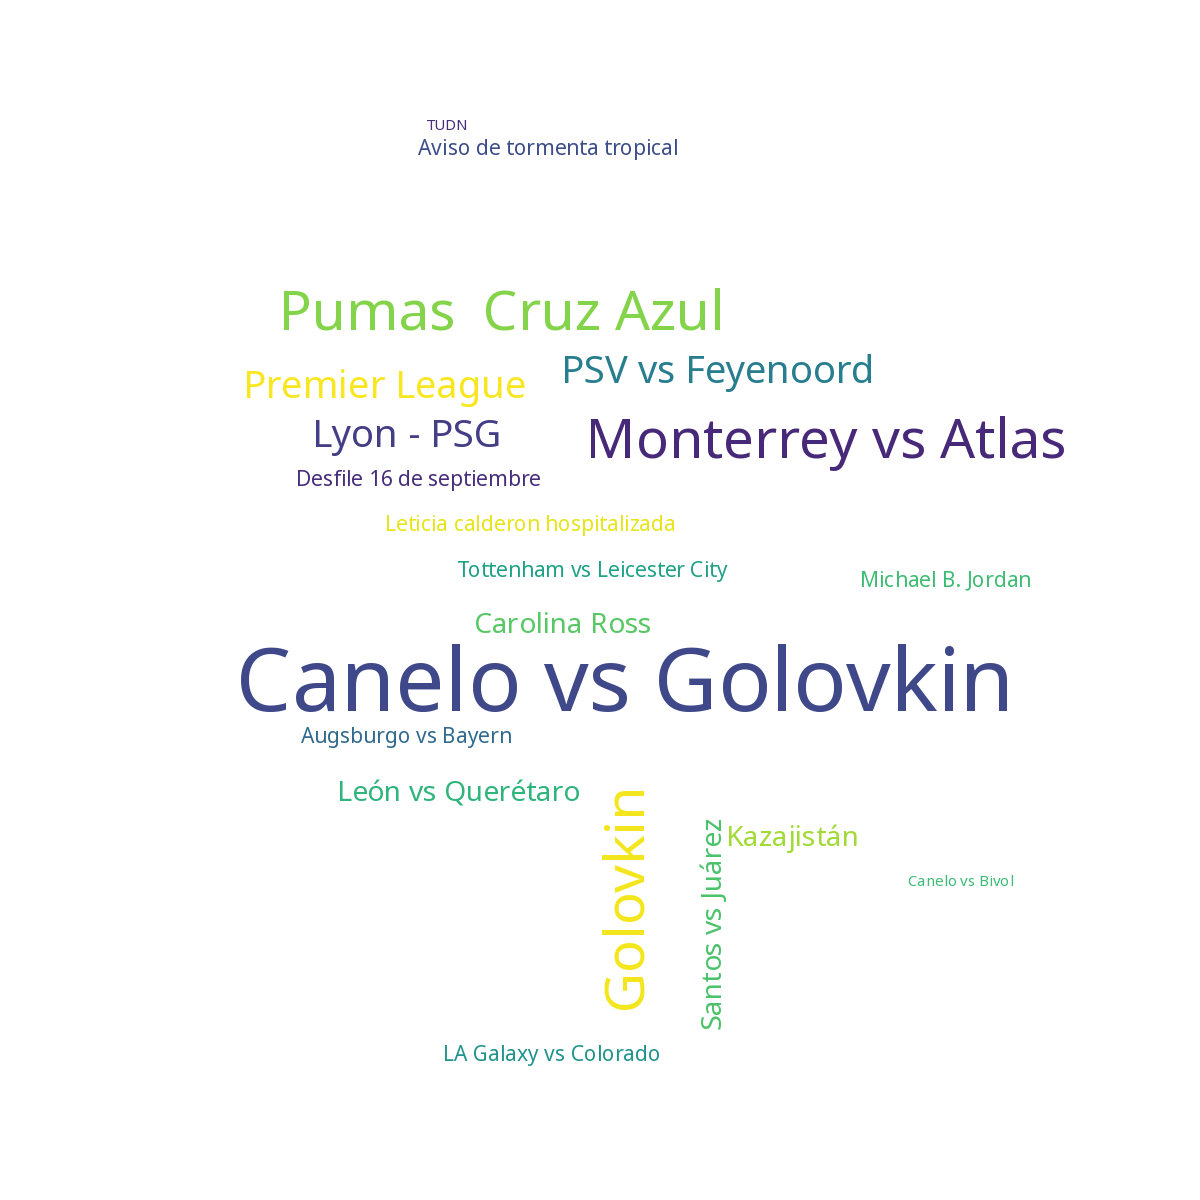 TUDN
Aviso de tormenta tropical
Pumas  Cruz Azul
PSV vs Feyenoord
Premier League
Lyon - PSG
Monterrey vs Atlas
Desfile 16 de septiembre
Leticia calderon hospitalizada
Tottenham vs Leicester City
Michael B. Jordan
Carolina Ross
Canelo vs Golovkin
Augsburgo vs Bayern
León vs Querétaro
Golovkin
Santos vs Juárez
Kazajistán
Canelo vs Bivol
LA Galaxy vs Colorado